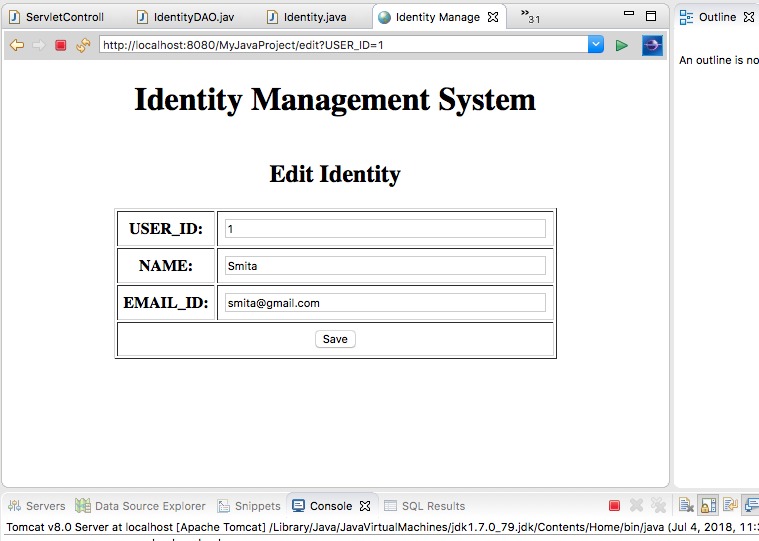 ServletControll IdentityDAO.jav Identity.java Identity Manage »31 Outline
http://localhost:8080/MyJavaProject/edit?USER_ID=1
An outline is no
Identity Management System
Edit Identity
USER_ID: 1
NAME: Smita
EMAIL_ID: smita@gmail.com
Save
Servers Data Source Explorer Snippets Console SQL Results
Tomcat v8.0 Server at localhost [Apache Tomcat] /Library/Java/JavaVirtualMachines/jdk1.7.0_79.jdk/Contents/Home/bin/java (Jul 4, 2018, 11: